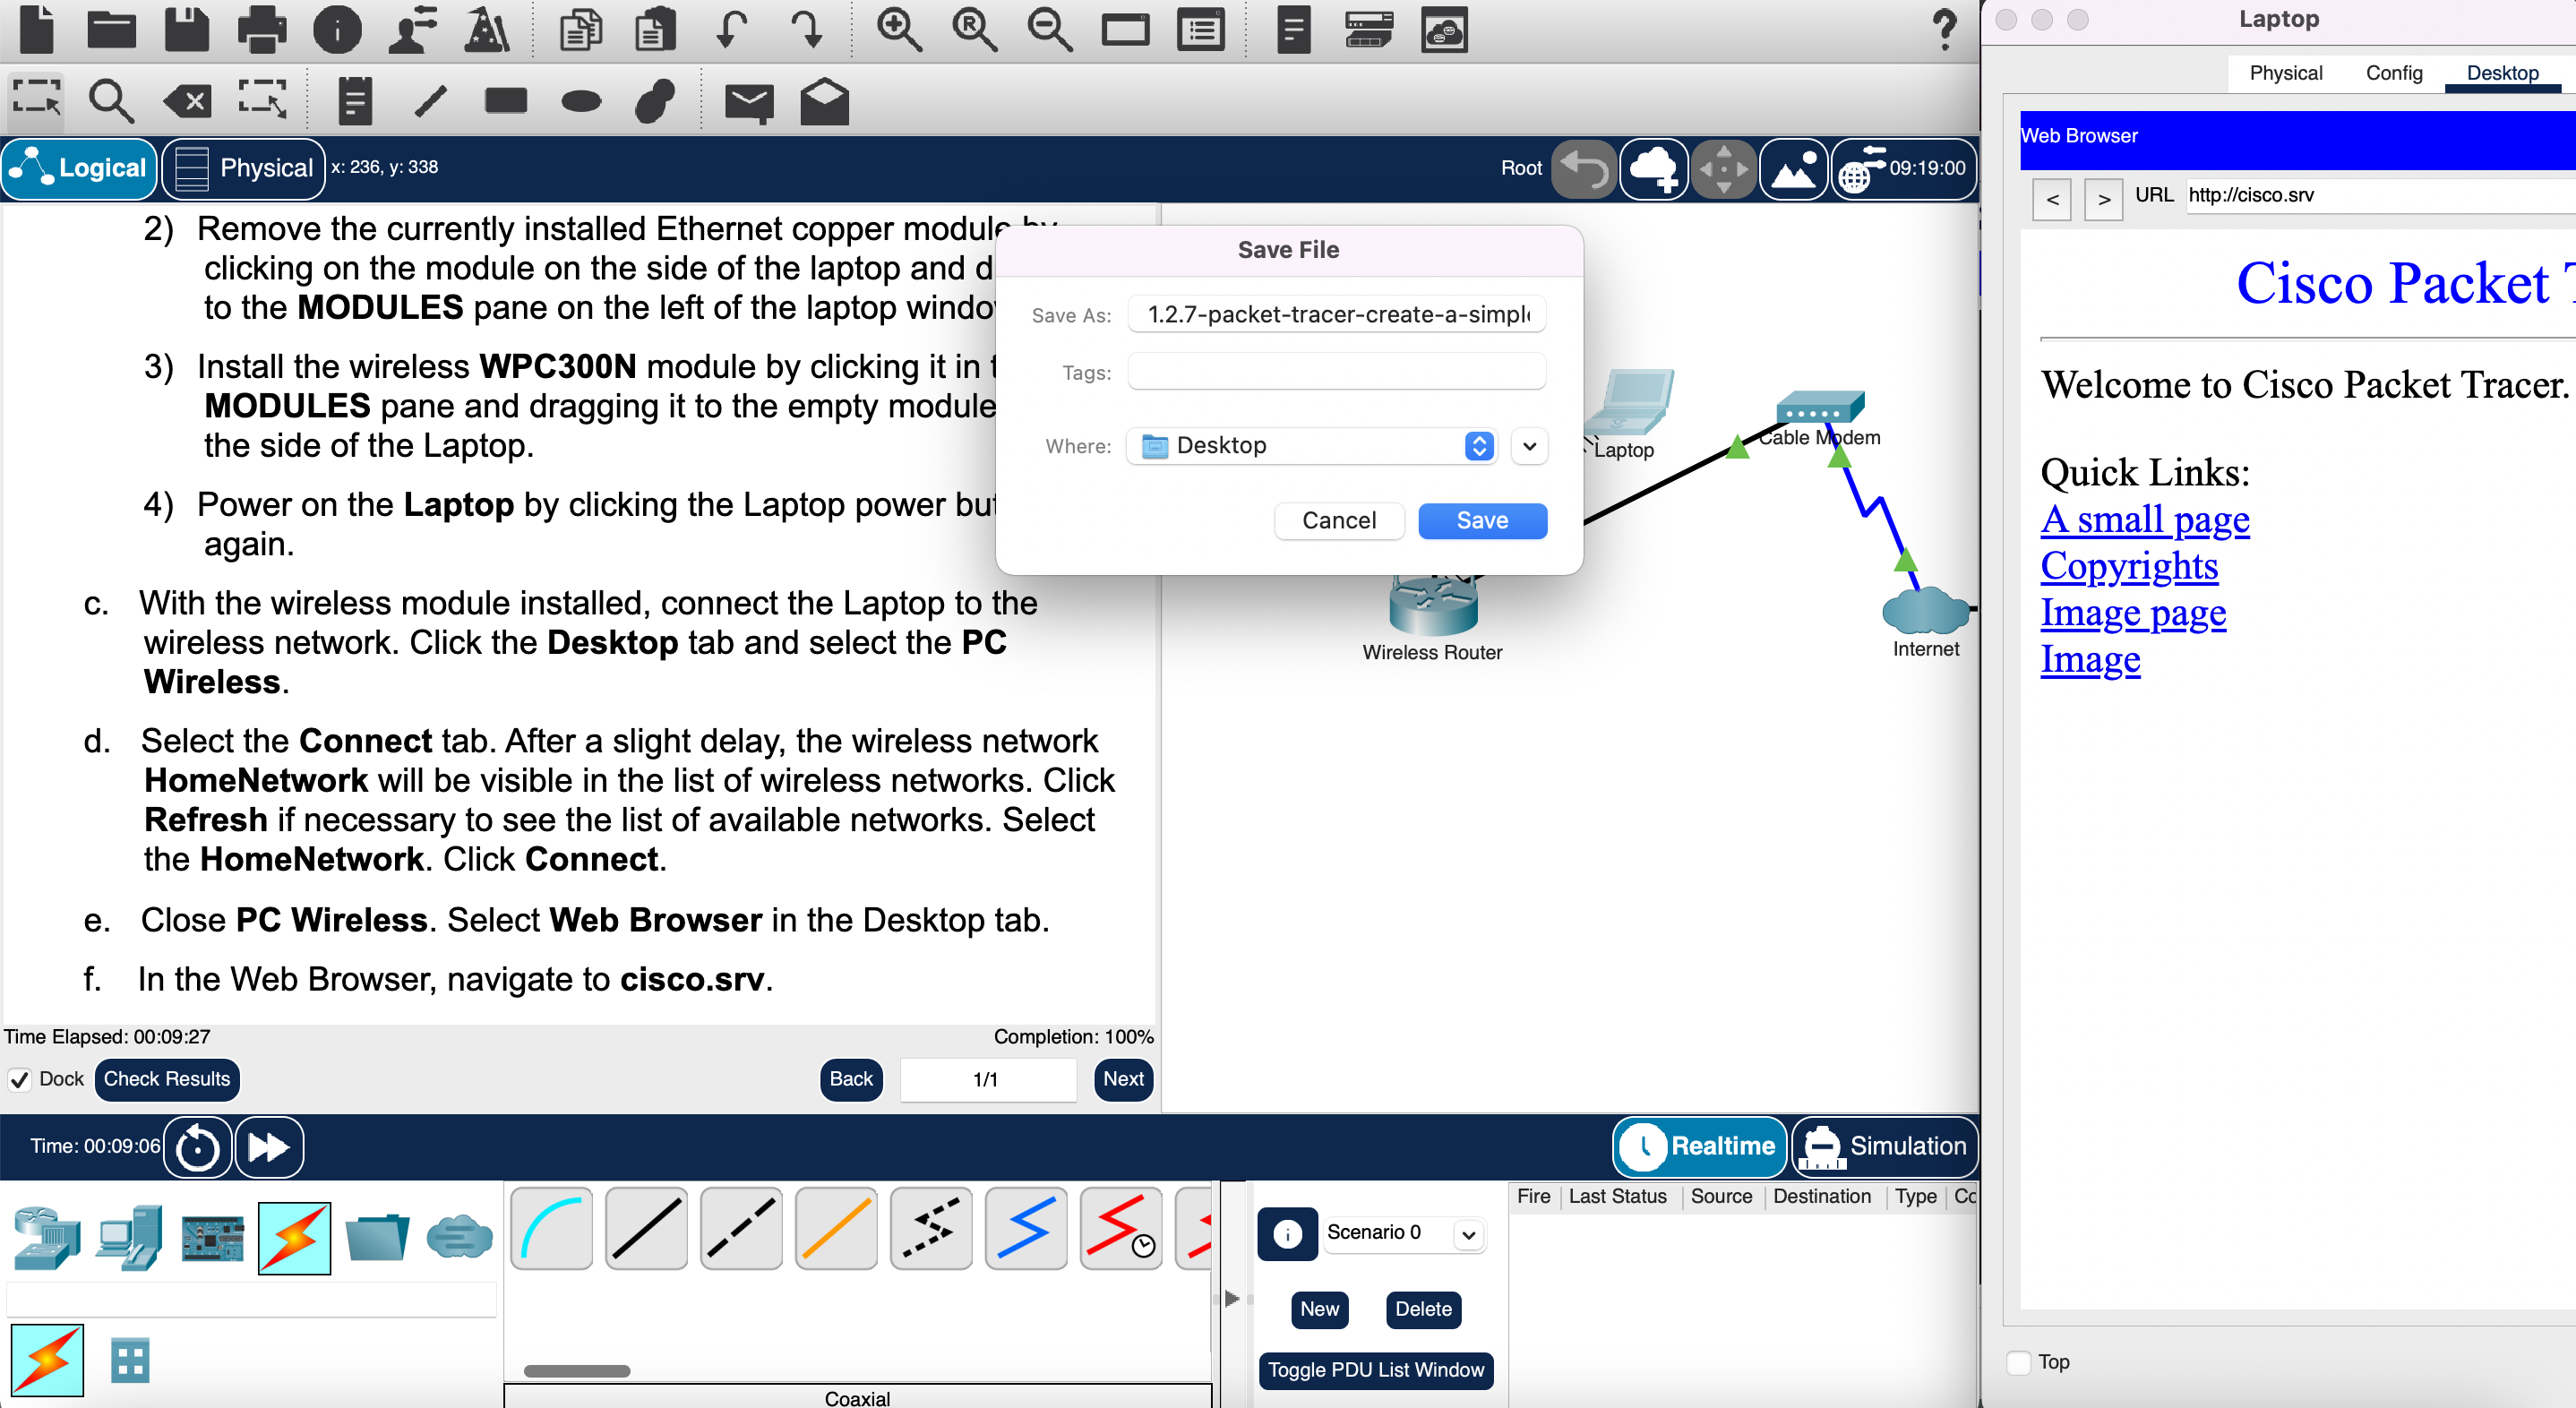 Laptop
Physical
Config
Desktop
Logical
Physical
x: 236, y: 338
Root
09:19:00
Web Browser
<
>
URL
http://cisco.srv
2) Remove the currently installed Ethernet copper module by
clicking on the module on the side of the laptop and d
to the MODULES pane on the left of the laptop windo
3) Install the wireless WPC300N module by clicking it in t
MODULES pane and dragging it to the empty module
the side of the Laptop.
4) Power on the Laptop by clicking the Laptop power but
again.
c. With the wireless module installed, connect the Laptop to the
wireless network. Click the Desktop tab and select the PC
Wireless.
d. Select the Connect tab. After a slight delay, the wireless network
HomeNetwork will be visible in the list of wireless networks. Click
Refresh if necessary to see the list of available networks. Select
the HomeNetwork. Click Connect.
e. Close PC Wireless. Select Web Browser in the Desktop tab.
f. In the Web Browser, navigate to cisco.srv.
Save File
Save As:
1.2.7-packet-tracer-create-a-simpl
Tags:
Where:
Desktop
Cancel
Save
Laptop
Cable Modem
Wireless Router
Internet
Cisco Packet T
Welcome to Cisco Packet Tracer.
Quick Links:
A small page
Copyrights
Image page
Image
Time Elapsed: 00:09:27
Completion: 100%
Dock
Check Results
Back
1/1
Next
Time: 00:09:06
Realtime
Simulation
Scenario 0
New
Delete
Toggle PDU List Window
Fire
Last Status
Source
Destination
Type
Co
Coaxial
Top